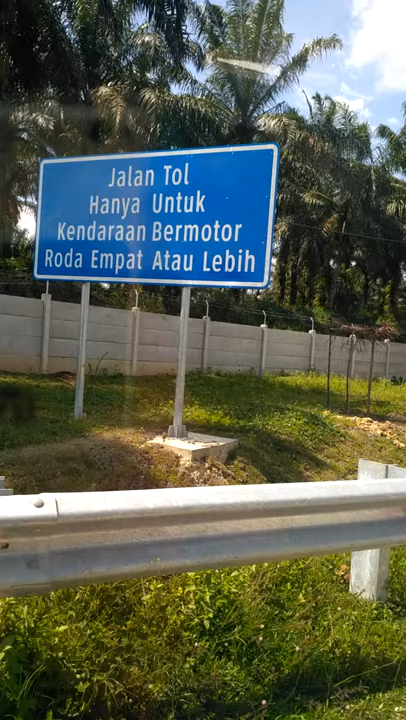 Jalan Tol
Hanya Untuk
Kendaraan Bermotor
Roda Empat Atau Lebih